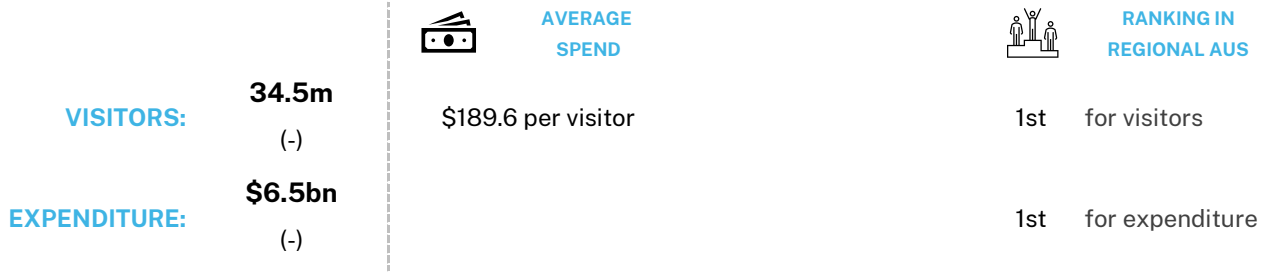 AVERAGE
SPEND
RANKING IN
REGIONAL AUS
VISITORS:
34.5m
(-)
$189.6 per visitor
1st for visitors
EXPENDITURE:
$6.5bn
(-)
1st for expenditure